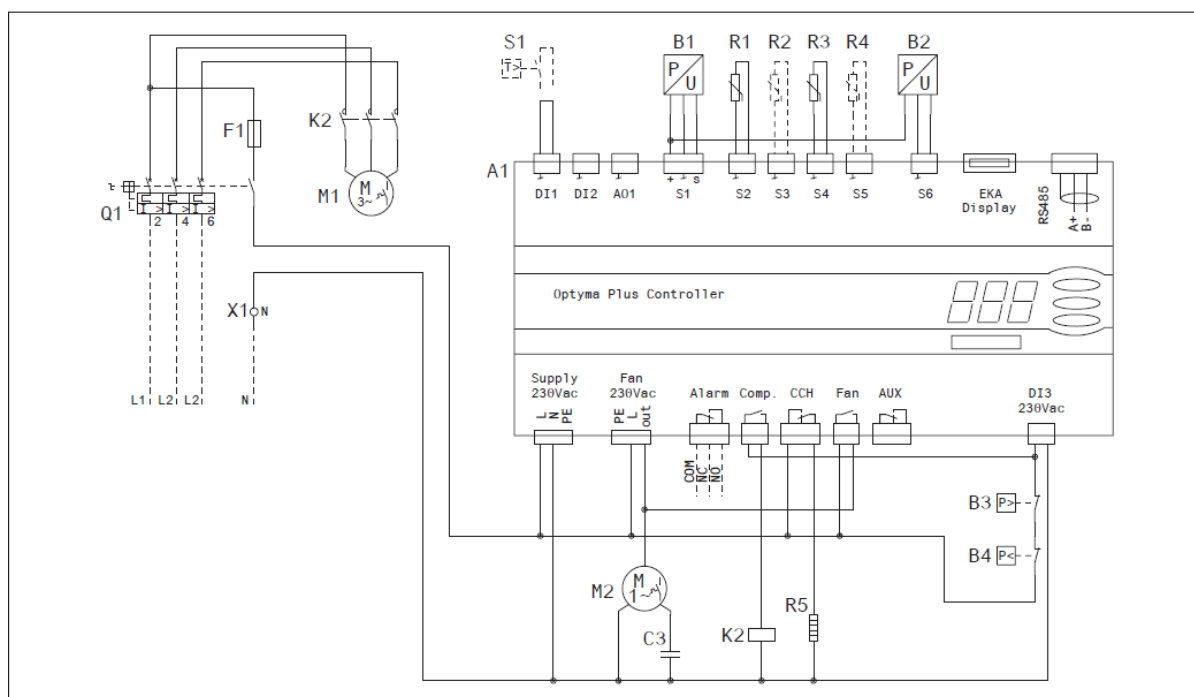 S1 B1 R1 R2 R3 R4 B2
T> P U P U
K2
F1
A1
+ - s
DI1 DI2 AO1 S1 S2 S3 S4 S5 S6 EKA Display RS485 A+ B-
M1 M 3~
Q1
I> I> I>
2 4 6
Optyma Plus Controller
X1 N
L1 L2 L2 N
Supply 230Vac
L N PE
Fan 230Vac
PE L out
Alarm Comp. CCH Fan AUX
DI3 230Vac
COM NC NO
B3 P>
B4 P<
M2 M 1~
C3
K2
R5